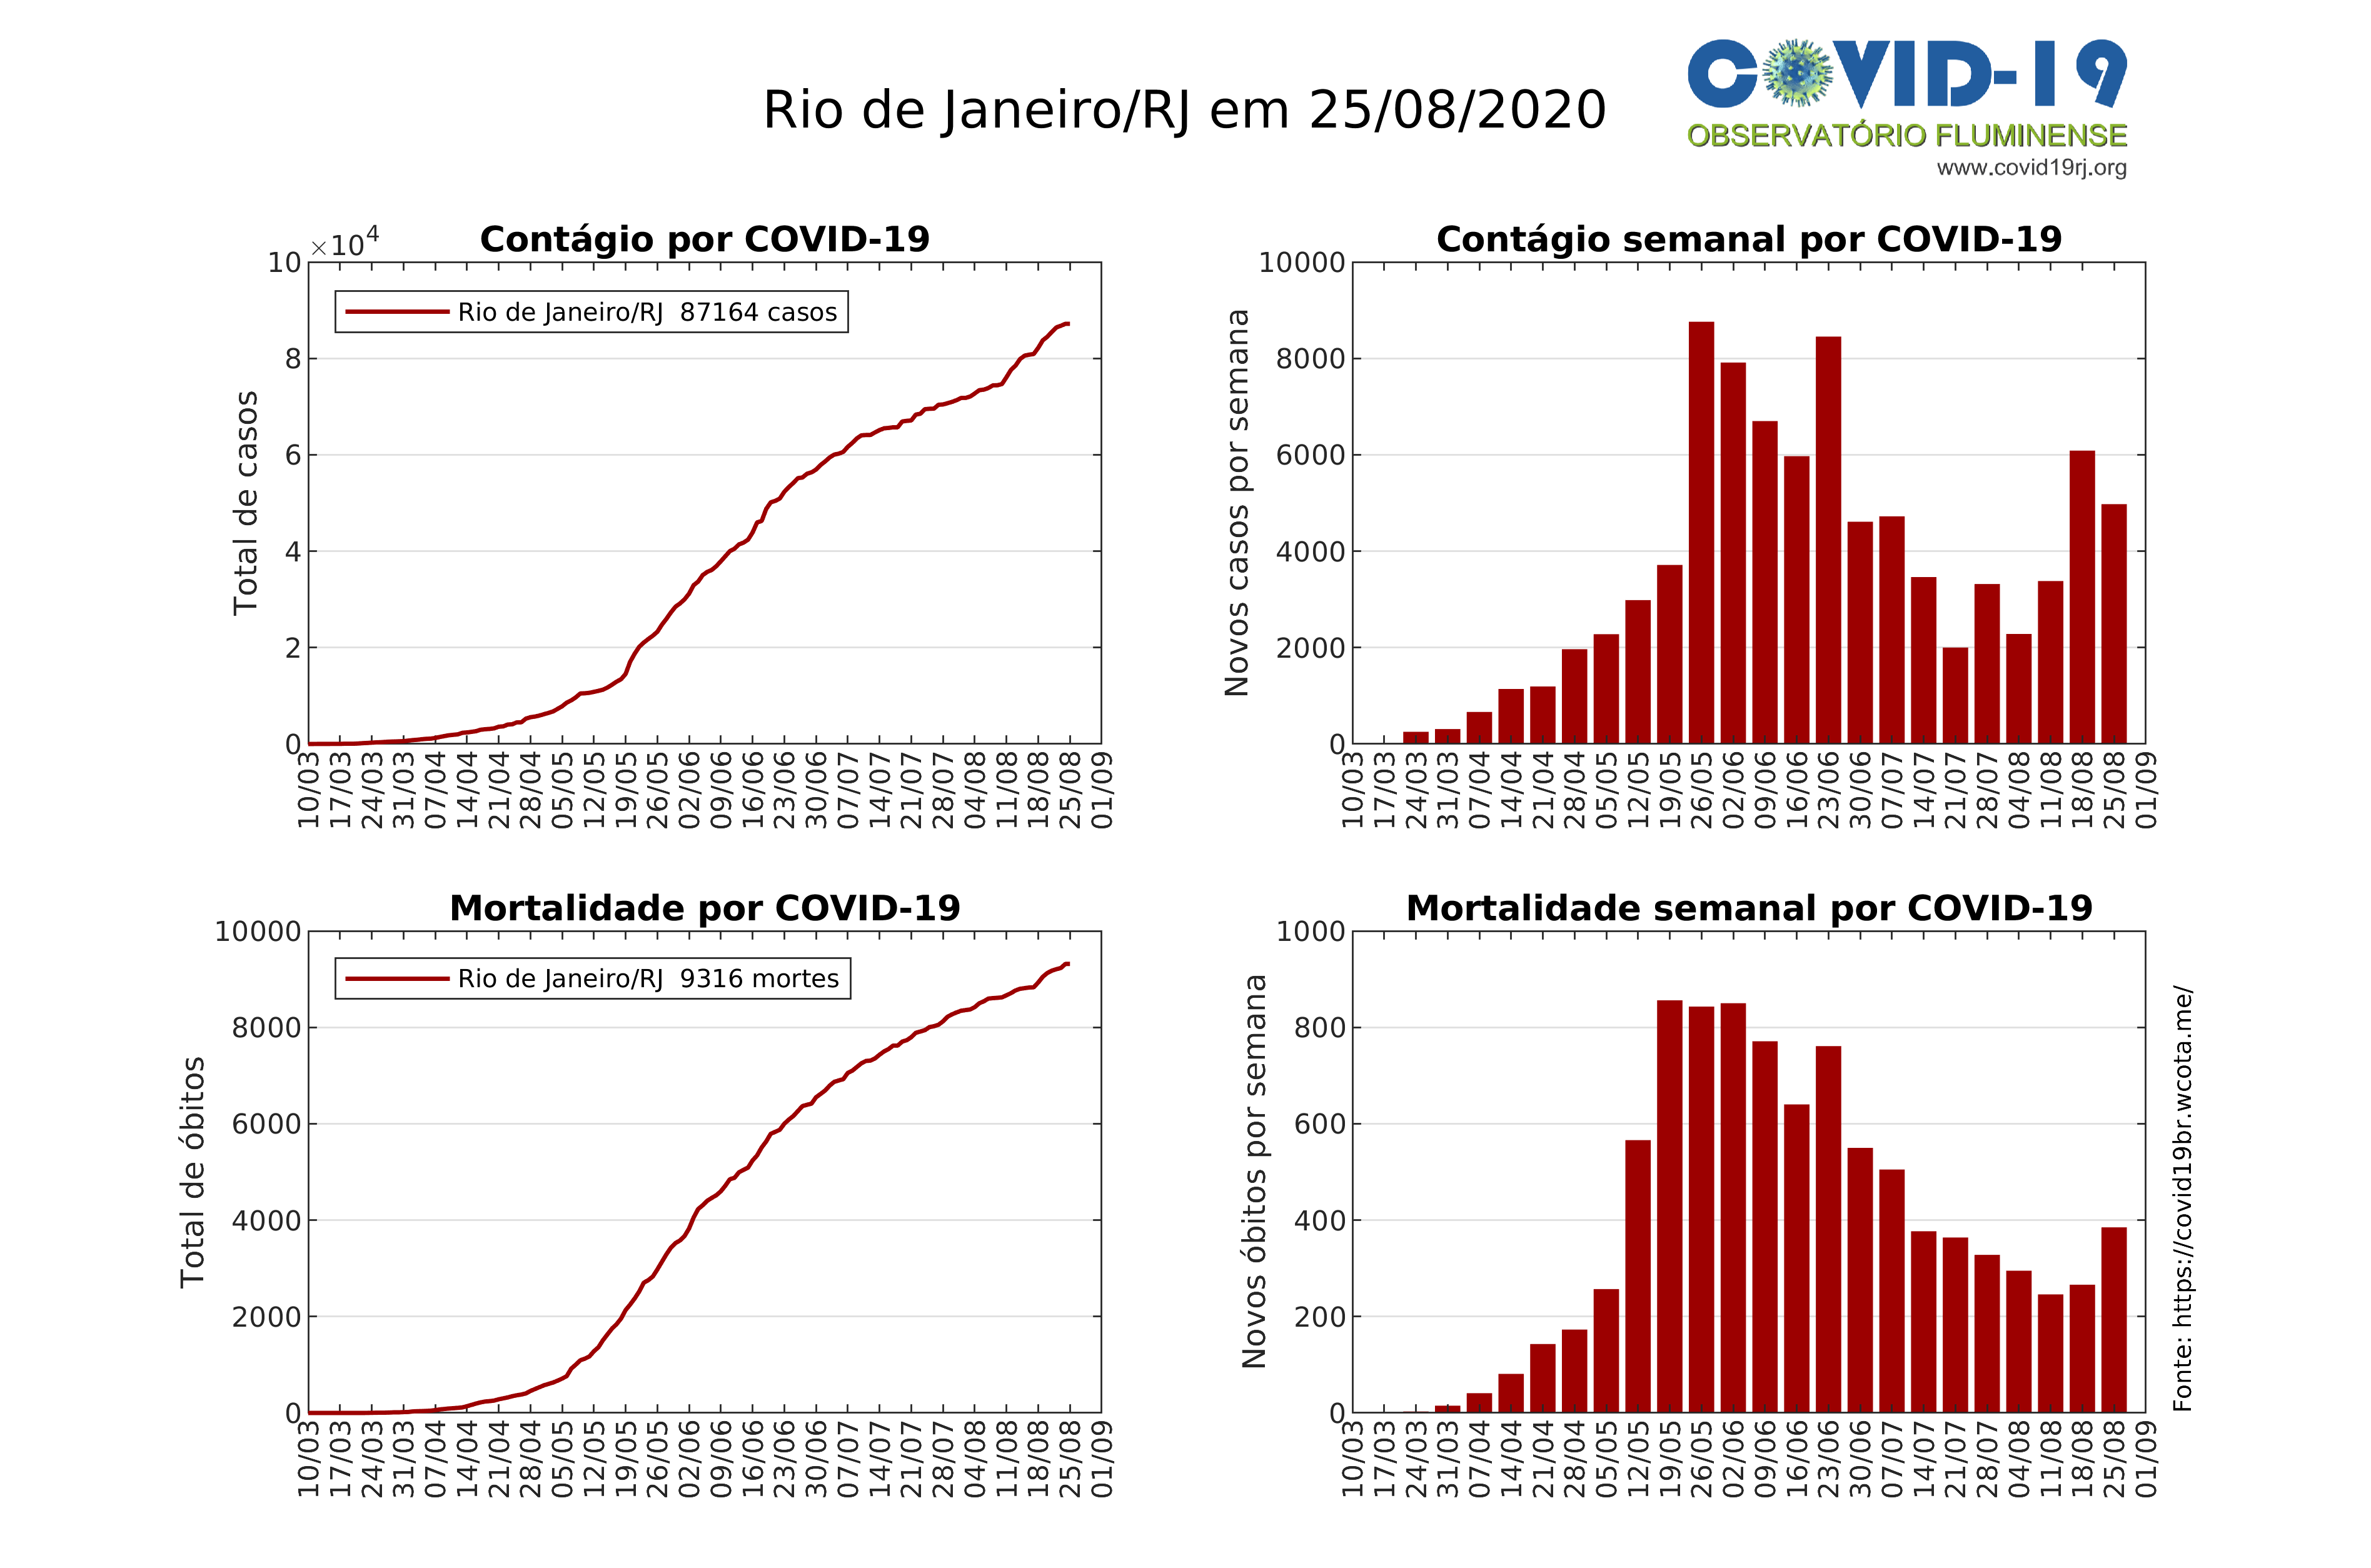 Rio de Janeiro/RJ em 25/08/2020
COVID-19
OBSERVATÓRIO FLUMINENSE
www.covid19rj.org
Contágio por COVID-19
×10⁴
Total de casos
10
8
6
4
2
0
Rio de Janeiro/RJ 87164 casos
10/03 17/03 24/03 31/03 07/04 14/04 21/04 28/04 05/05 12/05 19/05 26/05 02/06 09/06 16/06 23/06 30/06 07/07 14/07 21/07 28/07 04/08 11/08 18/08 25/08 01/09
Contágio semanal por COVID-19
Novos casos por semana
10000
8000
6000
4000
2000
0
10/03 17/03 24/03 31/03 07/04 14/04 21/04 28/04 05/05 12/05 19/05 26/05 02/06 09/06 16/06 23/06 30/06 07/07 14/07 21/07 28/07 04/08 11/08 18/08 25/08 01/09
Mortalidade por COVID-19
Total de óbitos
10000
8000
6000
4000
2000
0
Rio de Janeiro/RJ 9316 mortes
10/03 17/03 24/03 31/03 07/04 14/04 21/04 28/04 05/05 12/05 19/05 26/05 02/06 09/06 16/06 23/06 30/06 07/07 14/07 21/07 28/07 04/08 11/08 18/08 25/08 01/09
Mortalidade semanal por COVID-19
Novos óbitos por semana
1000
800
600
400
200
0
10/03 17/03 24/03 31/03 07/04 14/04 21/04 28/04 05/05 12/05 19/05 26/05 02/06 09/06 16/06 23/06 30/06 07/07 14/07 21/07 28/07 04/08 11/08 18/08 25/08 01/09
Fonte: https://covid19br.wcota.me/